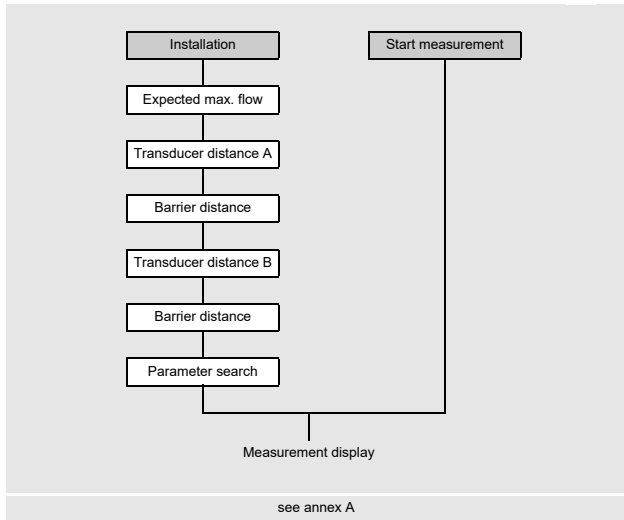 Installation
Start measurement
Expected max. flow
Transducer distance A
Barrier distance
Transducer distance B
Barrier distance
Parameter search
Measurement display
see annex A